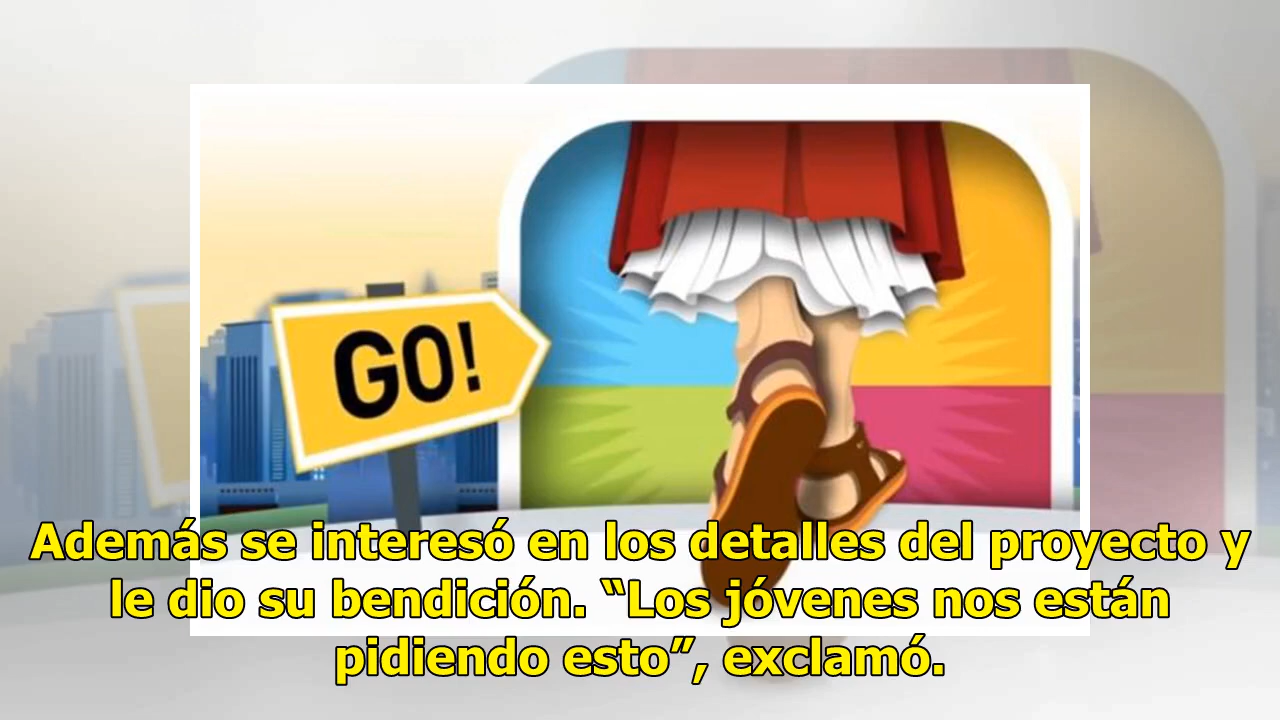 GO!
Además se interesó en los detalles del proyecto y
le dio su bendición. “Los jóvenes nos están
pidiendo esto”, exclamó.